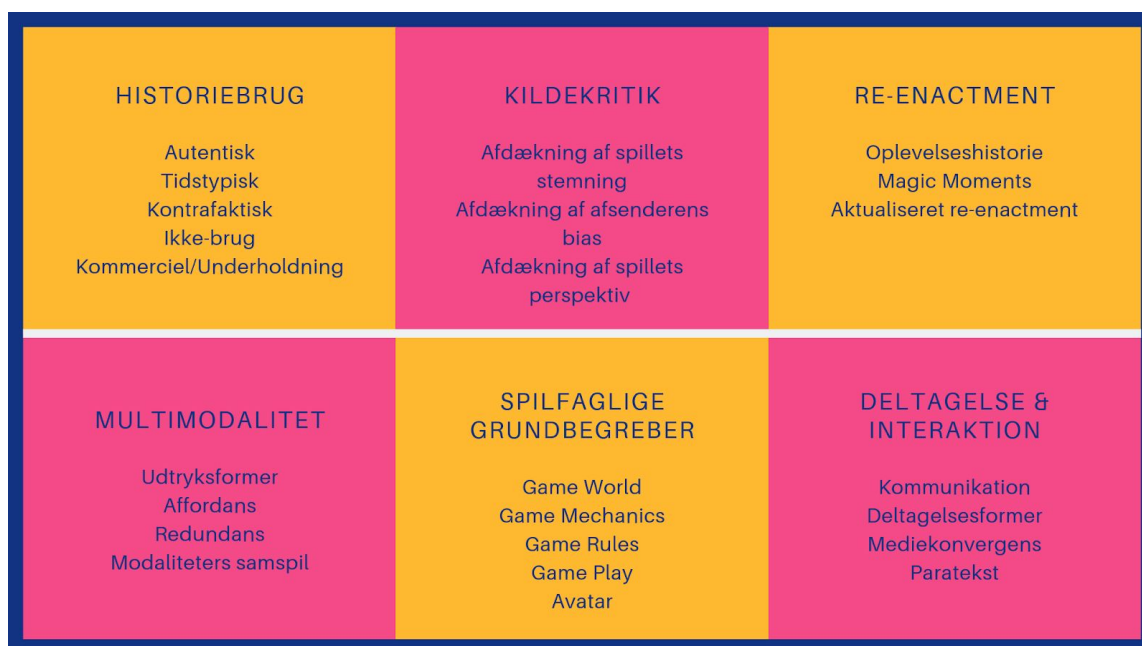 HISTORIEBRUG
Autentisk
Tidstypisk
Kontrafaktisk
Ikke-brug
Kommerciel/Underholdning
KILDEKRITIK
Afdækning af spillets
stemning
Afdækning af afsenderens
bias
Afdækning af spillets
perspektiv
RE-ENACTMENT
Oplevelseshistorie
Magic Moments
Aktualiseret re-enactment
MULTIMODALITET
Udtryksformer
Affordans
Redundans
Modaliteters samspil
SPILFAGLIGE
GRUNDBEGREBER
Game World
Game Mechanics
Game Rules
Game Play
Avatar
DELTAGELSE &
INTERAKTION
Kommunikation
Deltagelsesformer
Mediekonvergens
Paratekst